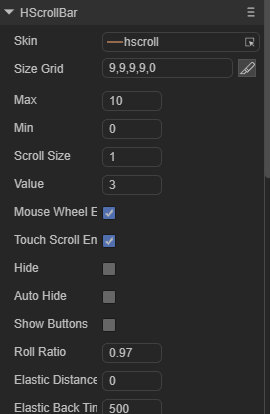 HScrollBar
Skin hscroll
Size Grid 9,9,9,9,0
Max 10
Min 0
Scroll Size 1
Value 3
Mouse Wheel E
Touch Scroll En
Hide
Auto Hide
Show Buttons
Roll Ratio 0.97
Elastic Distance 0
Elastic Back Tim 500